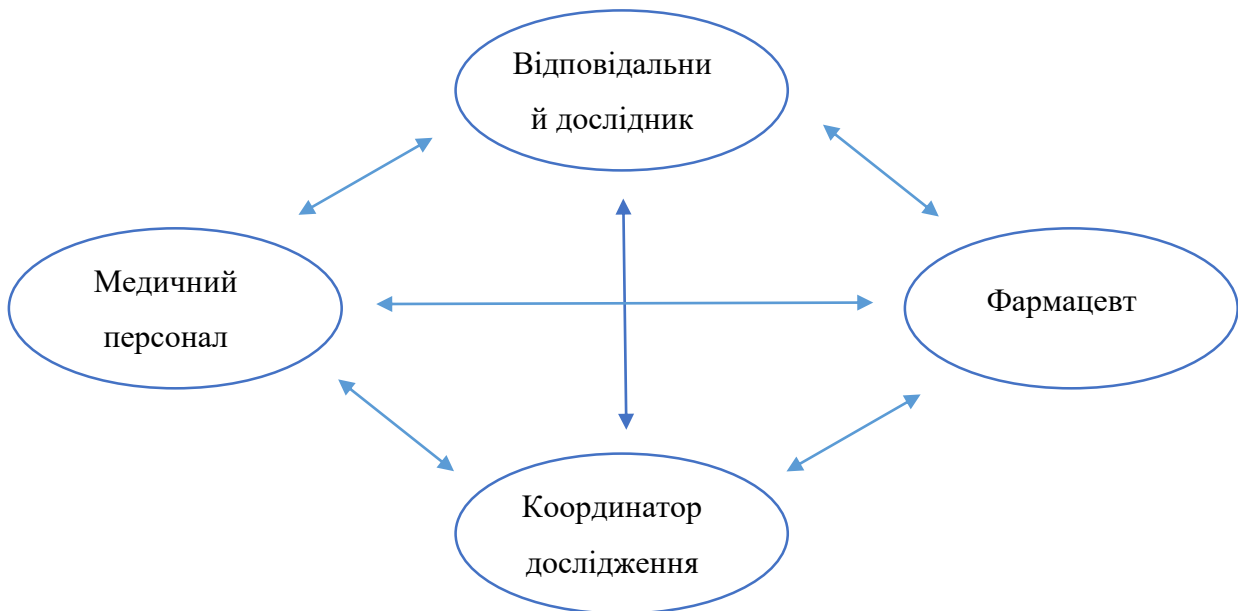 Відповідальни
й дослідник
Медичний
персонал
Фармацевт
Координатор
дослідження